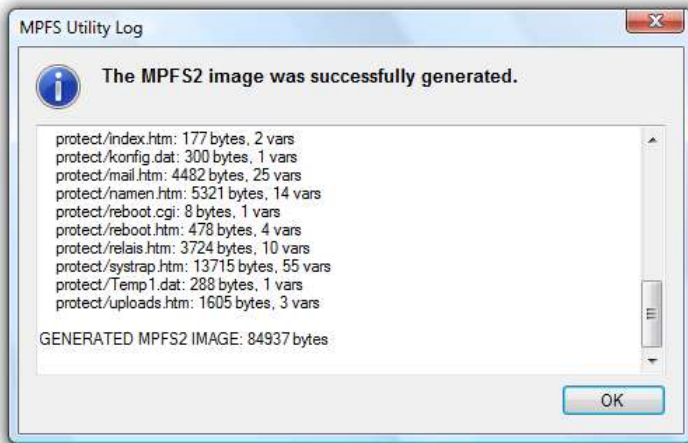 MPFS Utility Log
The MPFS2 image was successfully generated.
protect/index.htm: 177 bytes, 2 vars
protect/konfig.dat: 300 bytes, 1 vars
protect/mail.htm: 4482 bytes, 25 vars
protect/namen.htm: 5321 bytes, 14 vars
protect/reboot.cgi: 8 bytes, 1 vars
protect/reboot.htm: 478 bytes, 4 vars
protect/relais.htm: 3724 bytes, 10 vars
protect/systrap.htm: 13715 bytes, 55 vars
protect/Temp1.dat: 288 bytes, 1 vars
protect/uploads.htm: 1605 bytes, 3 vars
GENERATED MPFS2 IMAGE: 84937 bytes
OK